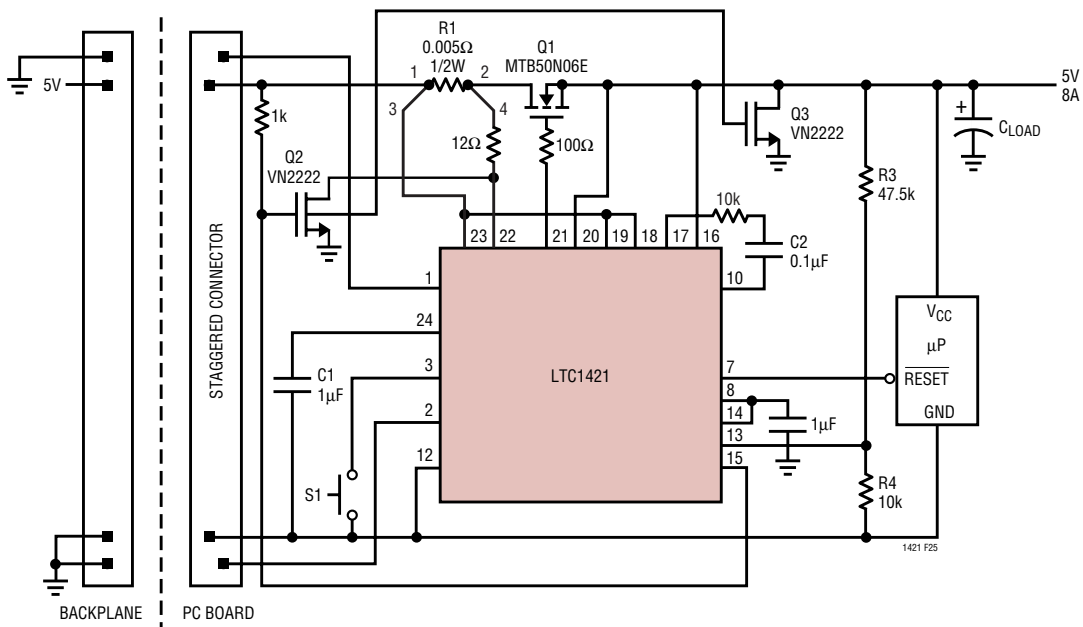 R1
0.005Ω
1/2W
1
2
3
4
Q1
MTB50N06E
5V
5V
8A
1k
12Ω
100Ω
Q3
VN2222
+
CLOAD
Q2
VN2222
R3
47.5k
10k
C2
0.1µF
23
22
21
20
19
18
17
16
1
10
24
C1
1µF
3
LTC1421
7
8
14
1µF
13
2
12
15
S1
VCC
µP
RESET
GND
R4
10k
1421 F25
STAGGERED CONNECTOR
BACKPLANE
PC BOARD